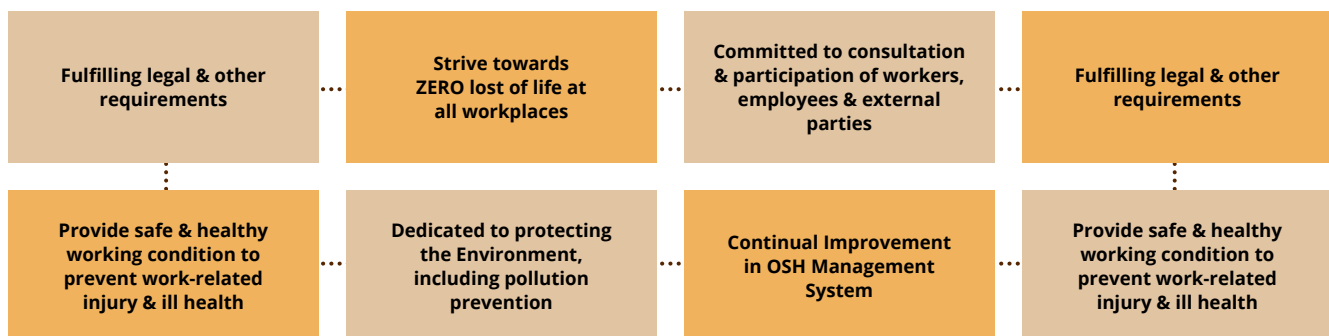 Fulfilling legal & other
requirements
Strive towards
ZERO lost of life at
all workplaces
Committed to consultation
& participation of workers,
employees & external
parties
Fulfilling legal & other
requirements
Provide safe & healthy
working condition to
prevent work-related
injury & ill health
Dedicated to protecting
the Environment,
including pollution
prevention
Continual Improvement
in OSH Management
System
Provide safe & healthy
working condition to
prevent work-related
injury & ill health